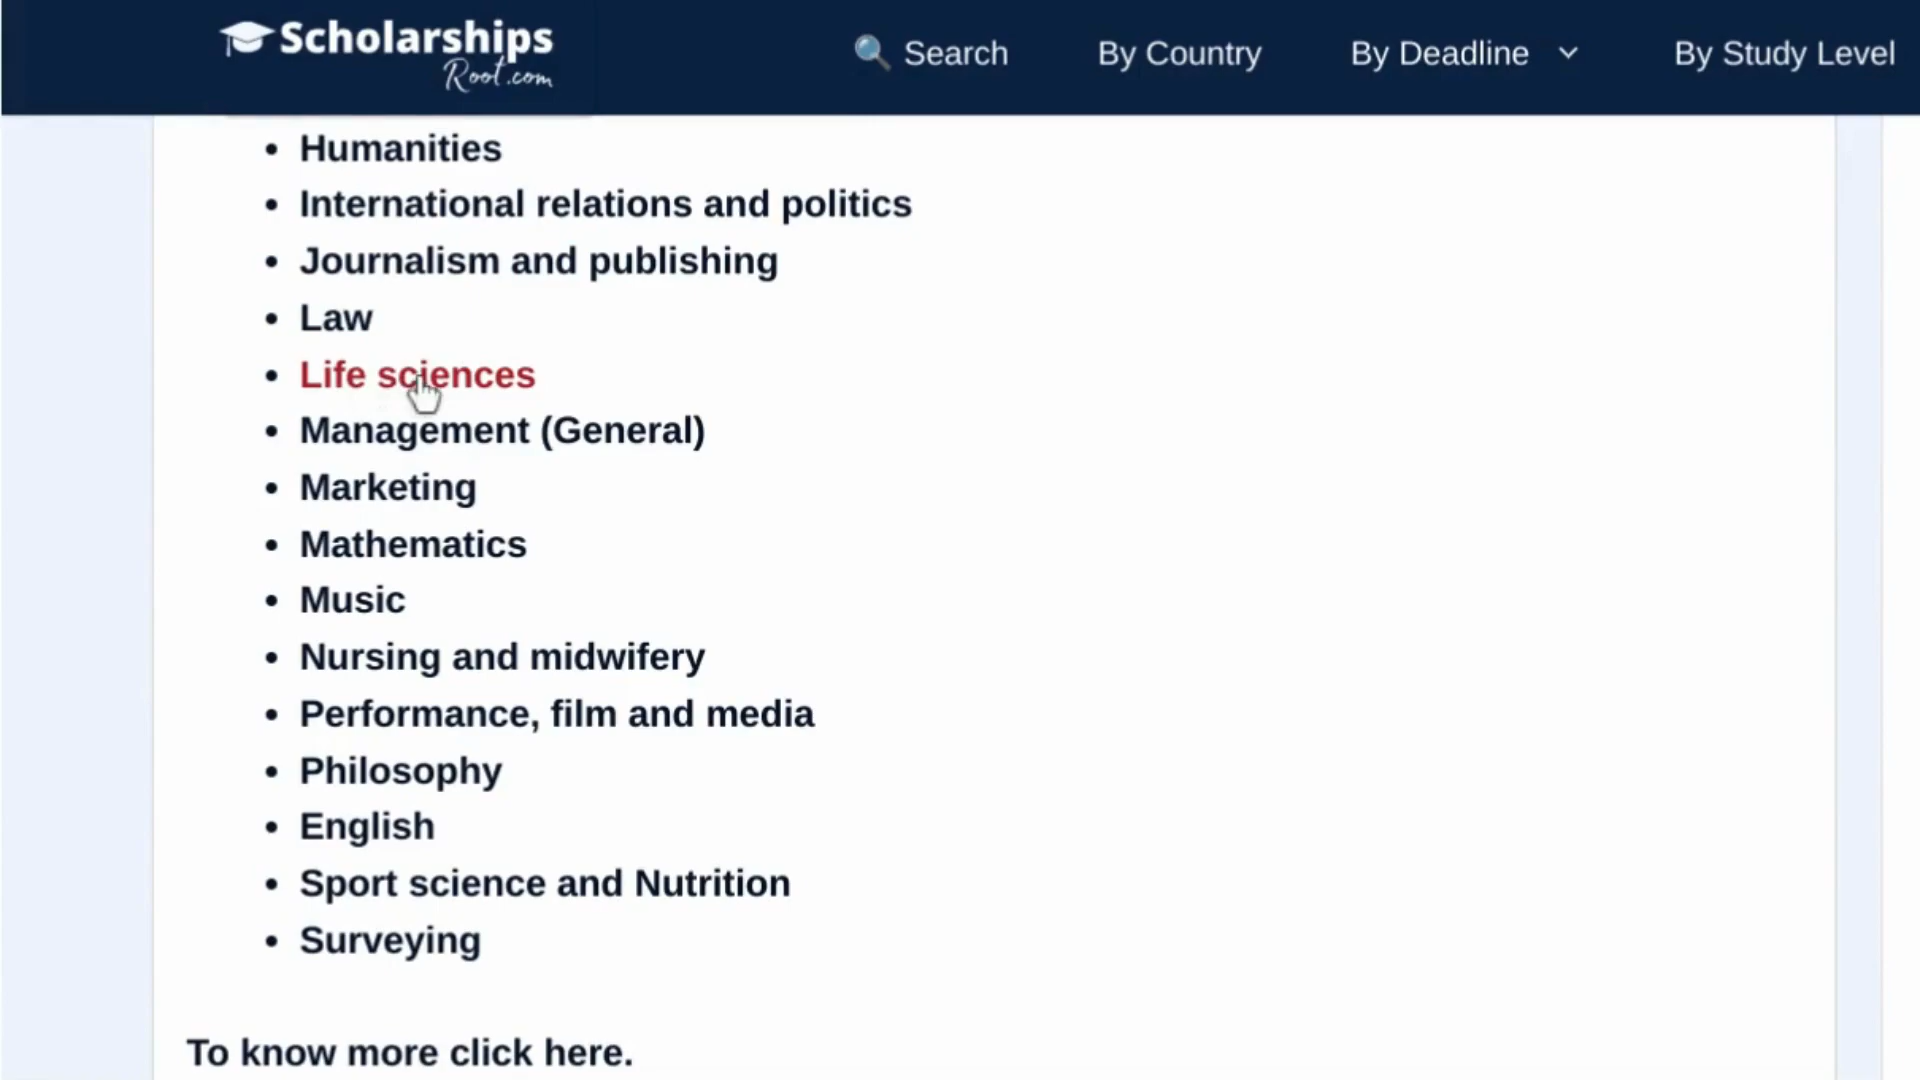 Scholarships
Root.com
Search
By Country
By Deadline
By Study Level
Humanities
International relations and politics
Journalism and publishing
Law
Life sciences
Management (General)
Marketing
Mathematics
Music
Nursing and midwifery
Performance, film and media
Philosophy
English
Sport science and Nutrition
Surveying
To know more click here.